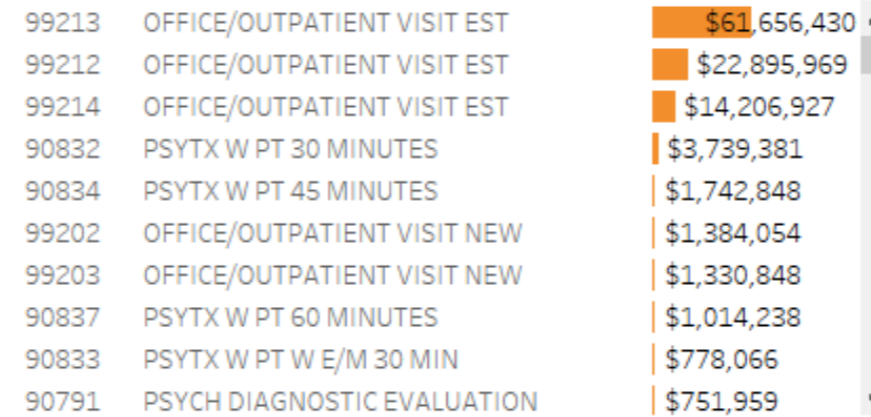 99213 OFFICE/OUTPATIENT VISIT EST $61,656,430
99212 OFFICE/OUTPATIENT VISIT EST $22,895,969
99214 OFFICE/OUTPATIENT VISIT EST $14,206,927
90832 PSYTX W PT 30 MINUTES $3,739,381
90834 PSYTX W PT 45 MINUTES $1,742,848
99202 OFFICE/OUTPATIENT VISIT NEW $1,384,054
99203 OFFICE/OUTPATIENT VISIT NEW $1,330,848
90837 PSYTX W PT 60 MINUTES $1,014,238
90833 PSYTX W PT W E/M 30 MIN $778,066
90791 PSYCH DIAGNOSTIC EVALUATION $751,959